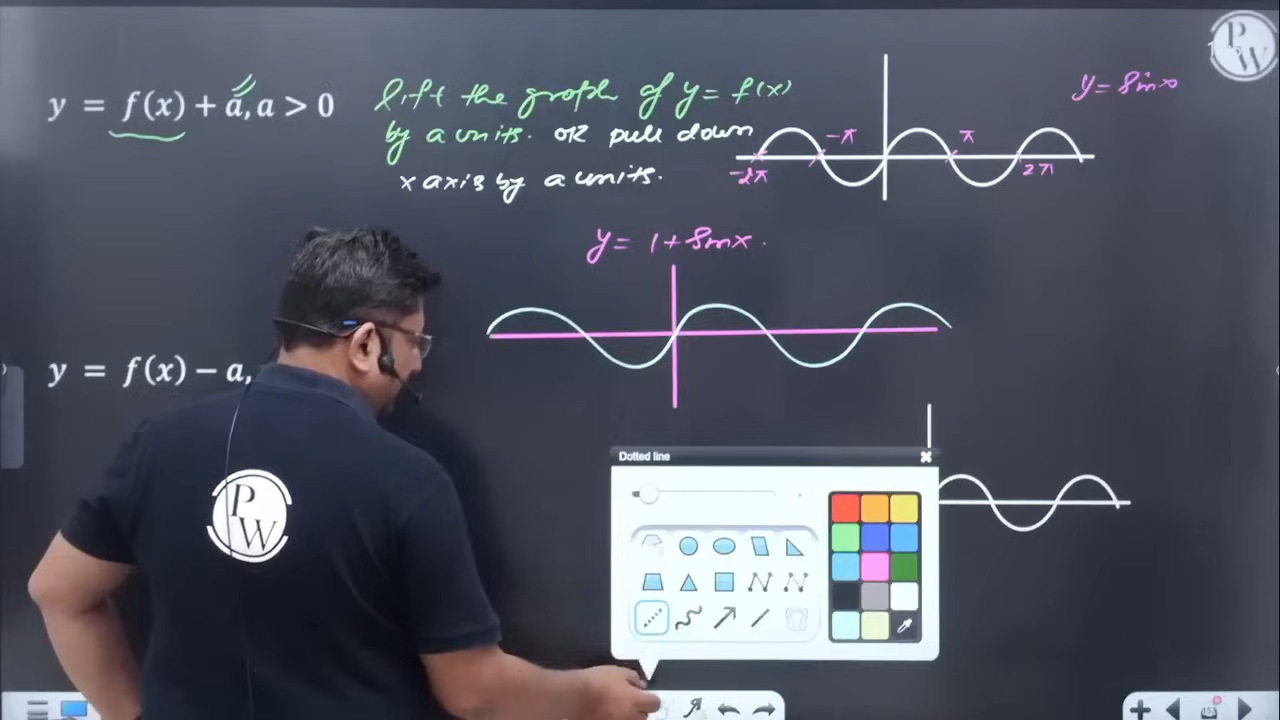 y = f(x) + a, a > 0
lift the graph of y = f(x)
by a units. OR pull down
x axis by a units.
y = sinx
-2π
-π
π
2π
y = 1 + sinx.
y = f(x) − a,
Dotted line
PW
PW